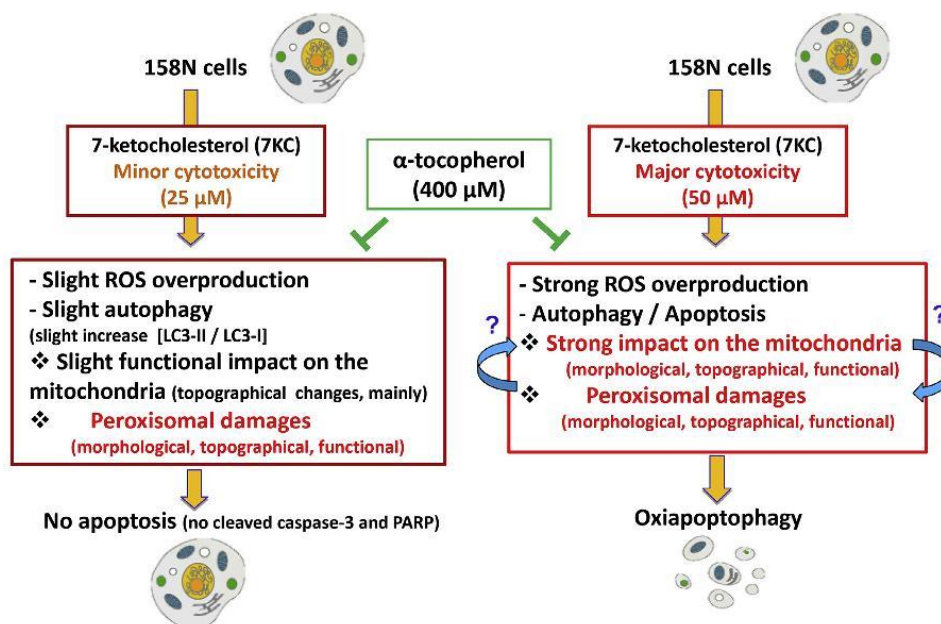 158N cells
7-ketocholesterol (7KC)
Minor cytotoxicity
(25 µM)
α-tocopherol
(400 µM)
158N cells
7-ketocholesterol (7KC)
Major cytotoxicity
(50 µM)
- Slight ROS overproduction
- Slight autophagy
(slight increase [LC3-II / LC3-I]
❖ Slight functional impact on the
mitochondria (topographical changes, mainly)
❖ Peroxisomal damages
(morphological, topographical, functional)
No apoptosis (no cleaved caspase-3 and PARP)
- Strong ROS overproduction
- Autophagy / Apoptosis
?
❖ Strong impact on the mitochondria
(morphological, topographical, functional)
?
❖ Peroxisomal damages
(morphological, topographical, functional)
Oxiapoptophagy